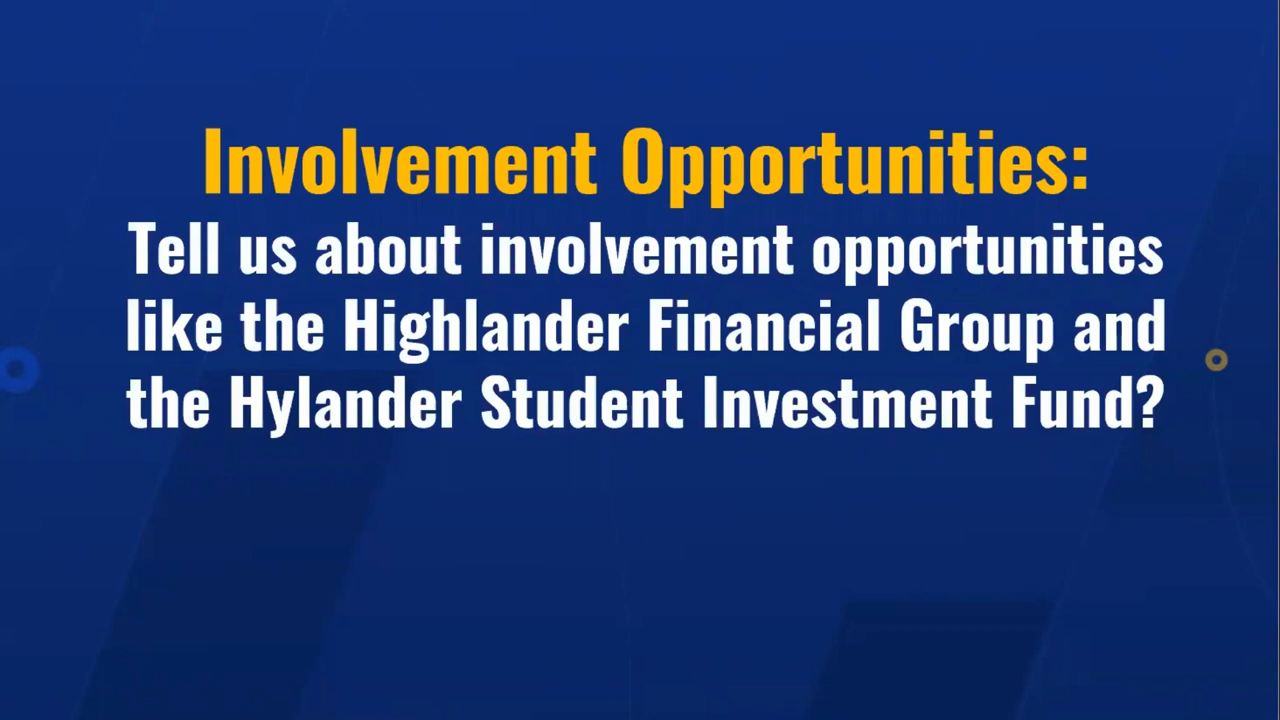 Involvement Opportunities:
Tell us about involvement opportunities
like the Highlander Financial Group and
the Hylander Student Investment Fund?